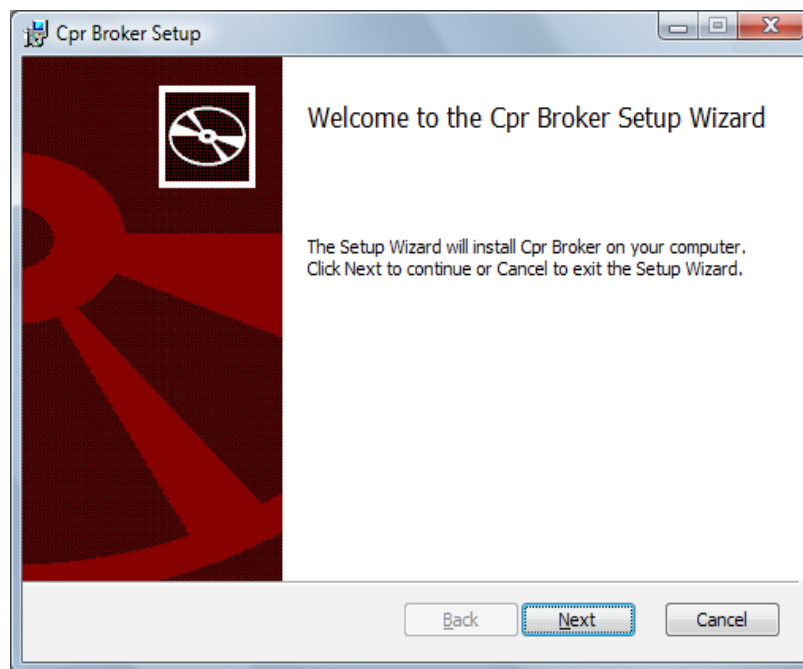 Cpr Broker Setup
Welcome to the Cpr Broker Setup Wizard
The Setup Wizard will install Cpr Broker on your computer.
Click Next to continue or Cancel to exit the Setup Wizard.
Back Next Cancel